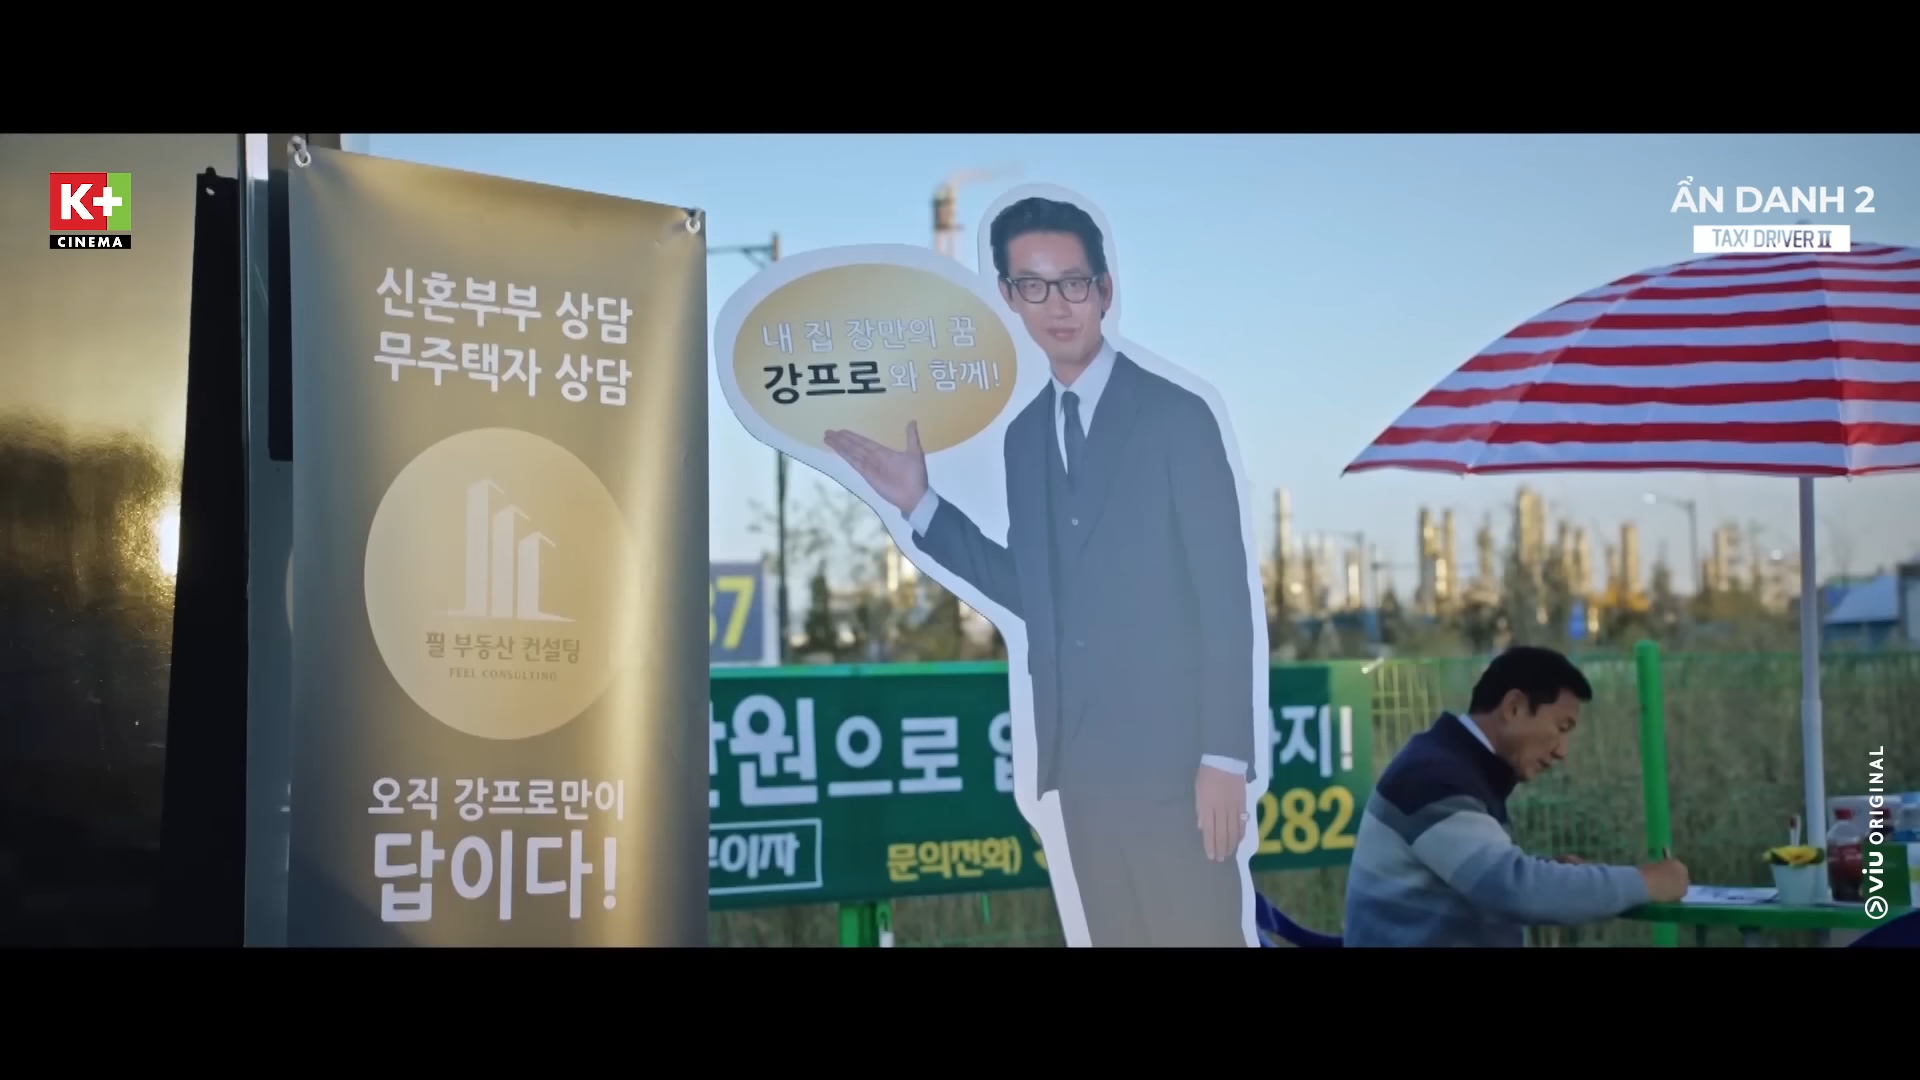 K+
CINEMA
ẨN DANH 2
TAXI DRIVER II
신혼부부 상담
무주택자 상담
필 부동산 컨설팅
FEEL CONSULTING
오직 강프로만이
답이다!
내 집 장만의 꿈
강프로와 함께!
37
원으로
지!
이자
문의전화)
282
viu ORIGINAL